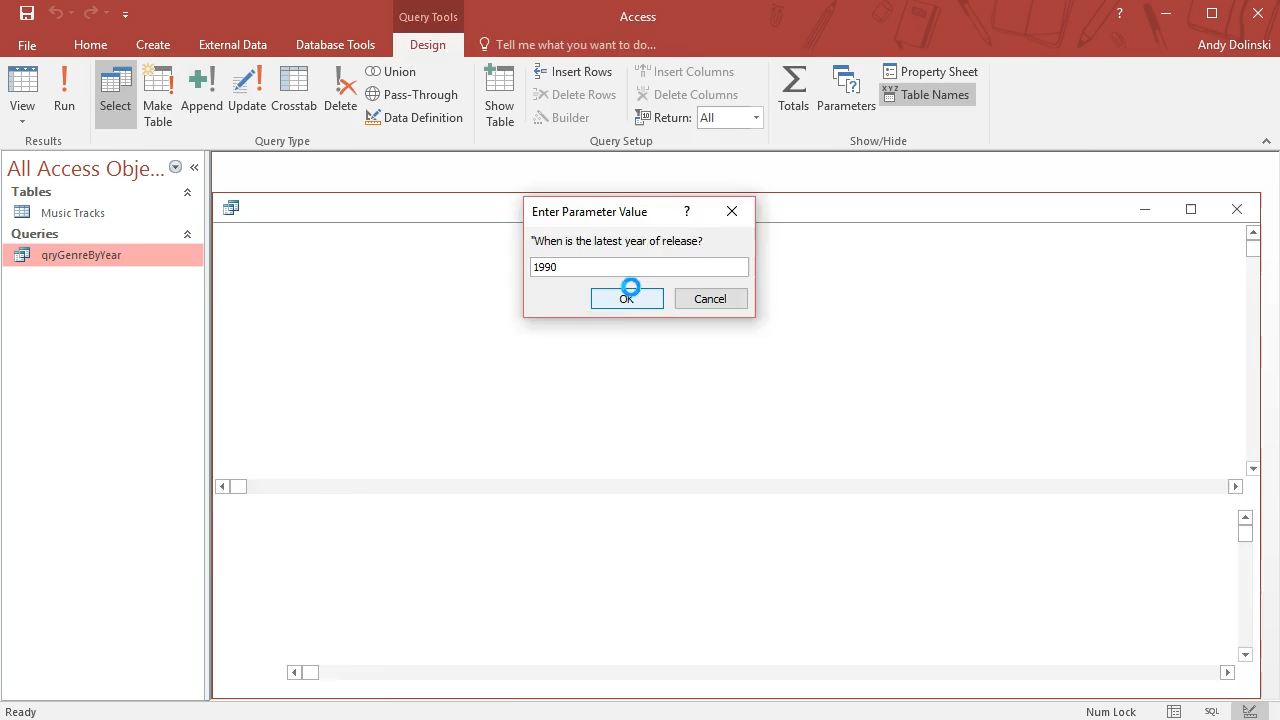 Query Tools
Access
?
File
Home
Create
External Data
Database Tools
Design
Tell me what you want to do...
Andy Dolinski
View
Run
Select
Make
Table
Append
Update
Crosstab
Delete
Union
Pass-Through
Data Definition
Show
Table
Insert Rows
Delete Rows
Builder
Insert Columns
Delete Columns
Return: All
Totals
Parameters
Property Sheet
XYZ Table Names
Results
Query Type
Query Setup
Show/Hide
All Access Obje...
Tables
Music Tracks
Queries
qryGenreByYear
Enter Parameter Value ?
"When is the latest year of release?
1990
OK
Cancel
Ready
Num Lock
SQL